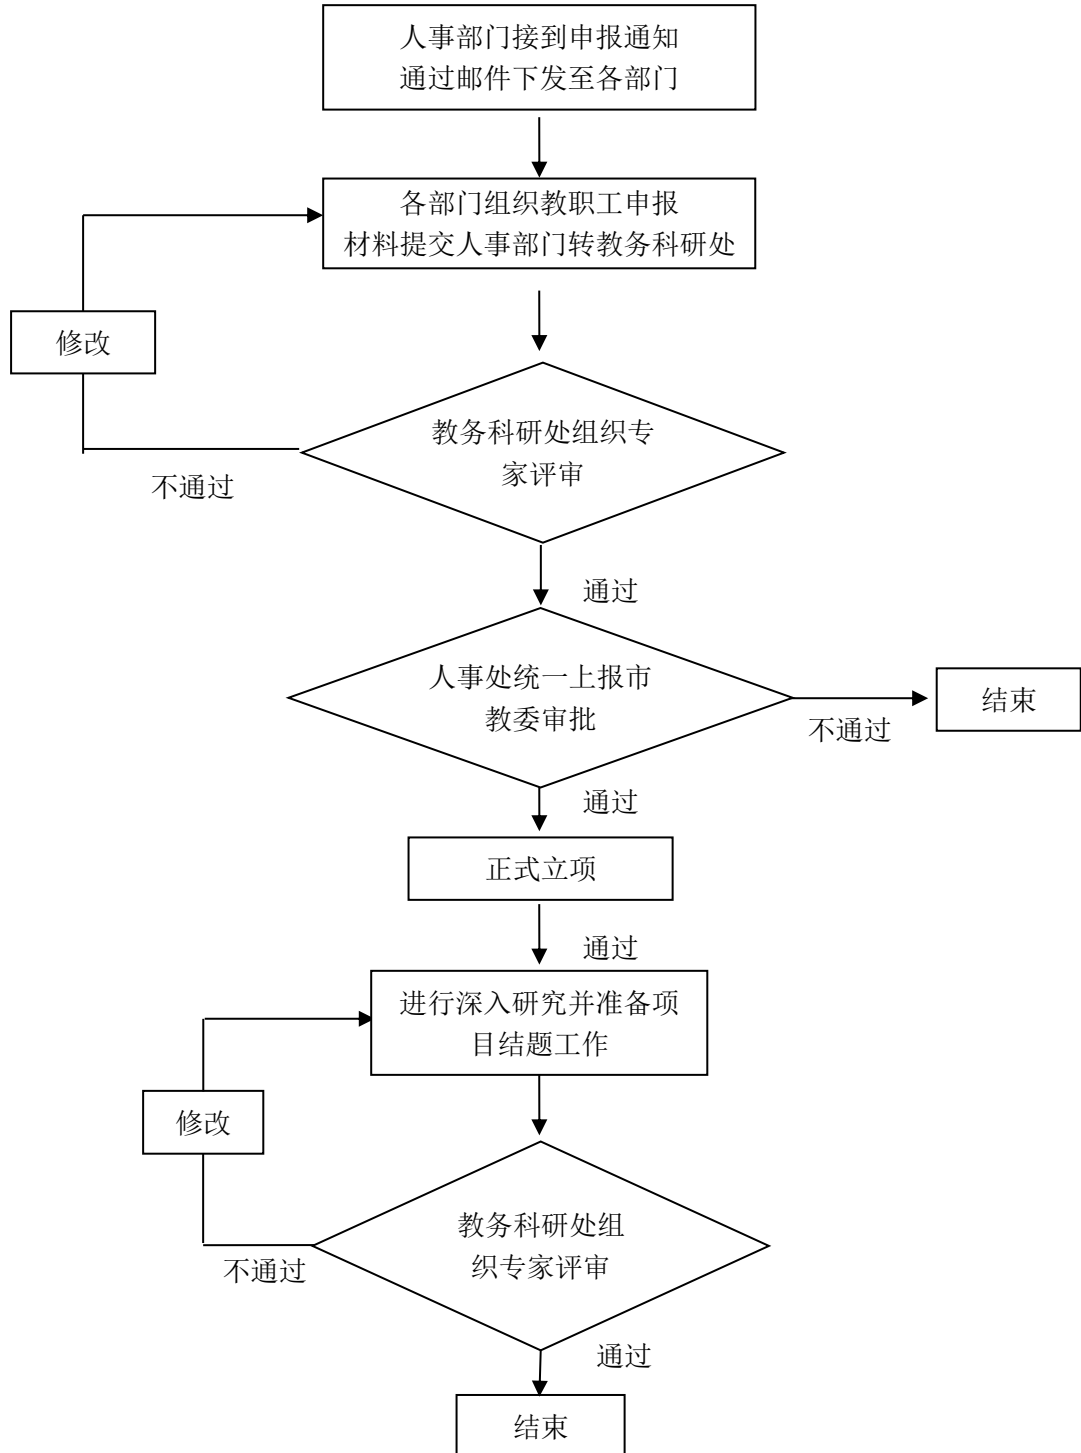 人事部门接到申报通知
通过邮件下发至各部门
各部门组织教职工申报
材料提交人事部门转教务科研处
修改
教务科研处组织专
家评审
不通过
通过
人事处统一上报市
教委审批
结束
不通过
通过
正式立项
通过
进行深入研究并准备项
目结题工作
修改
教务科研处组
织专家评审
不通过
通过
结束